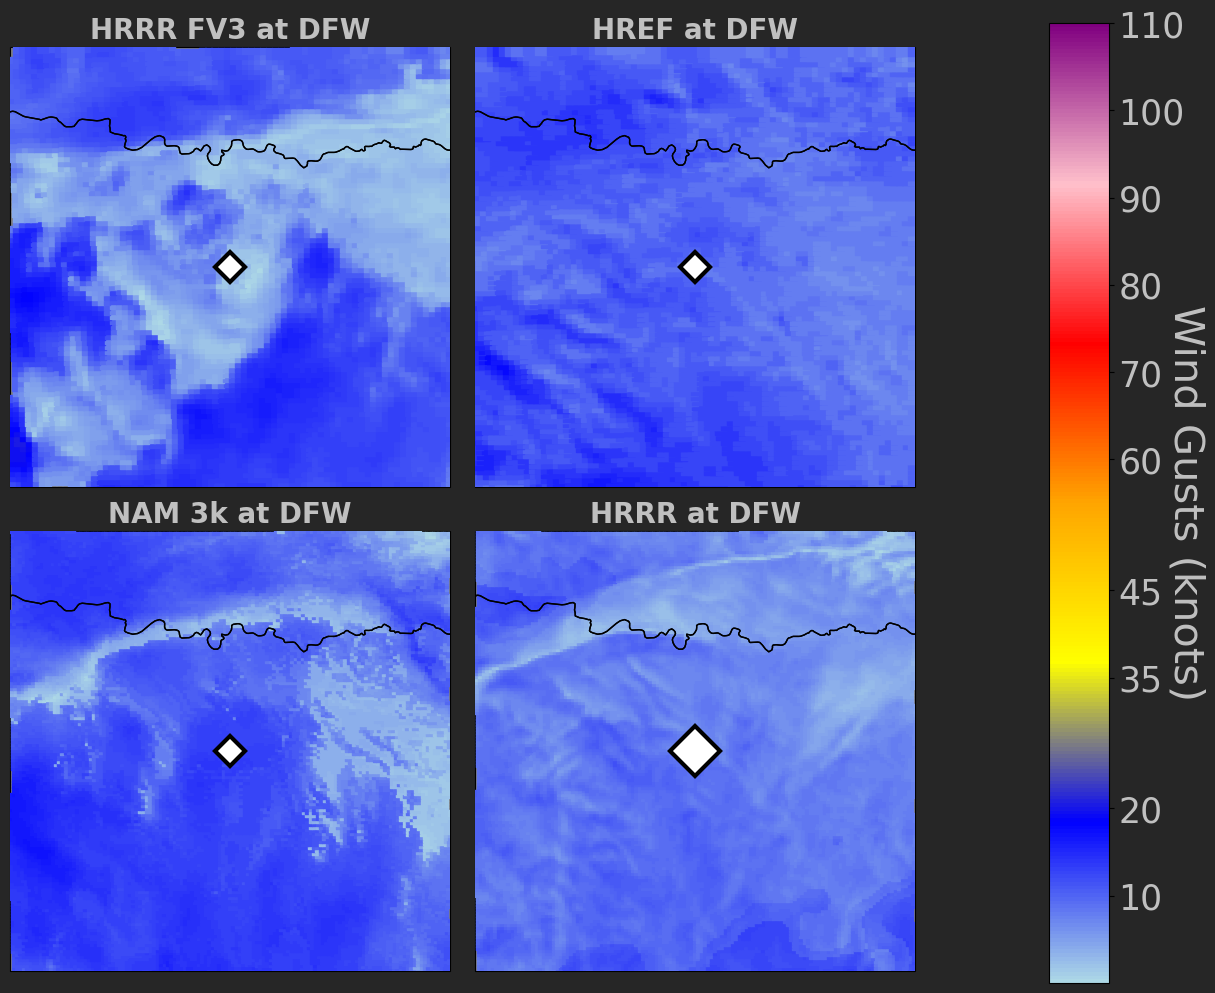 HRRR FV3 at DFW
HREF at DFW
NAM 3k at DFW
HRRR at DFW
110
100
90
80
70
60
45
35
20
10
Wind Gusts (knots)